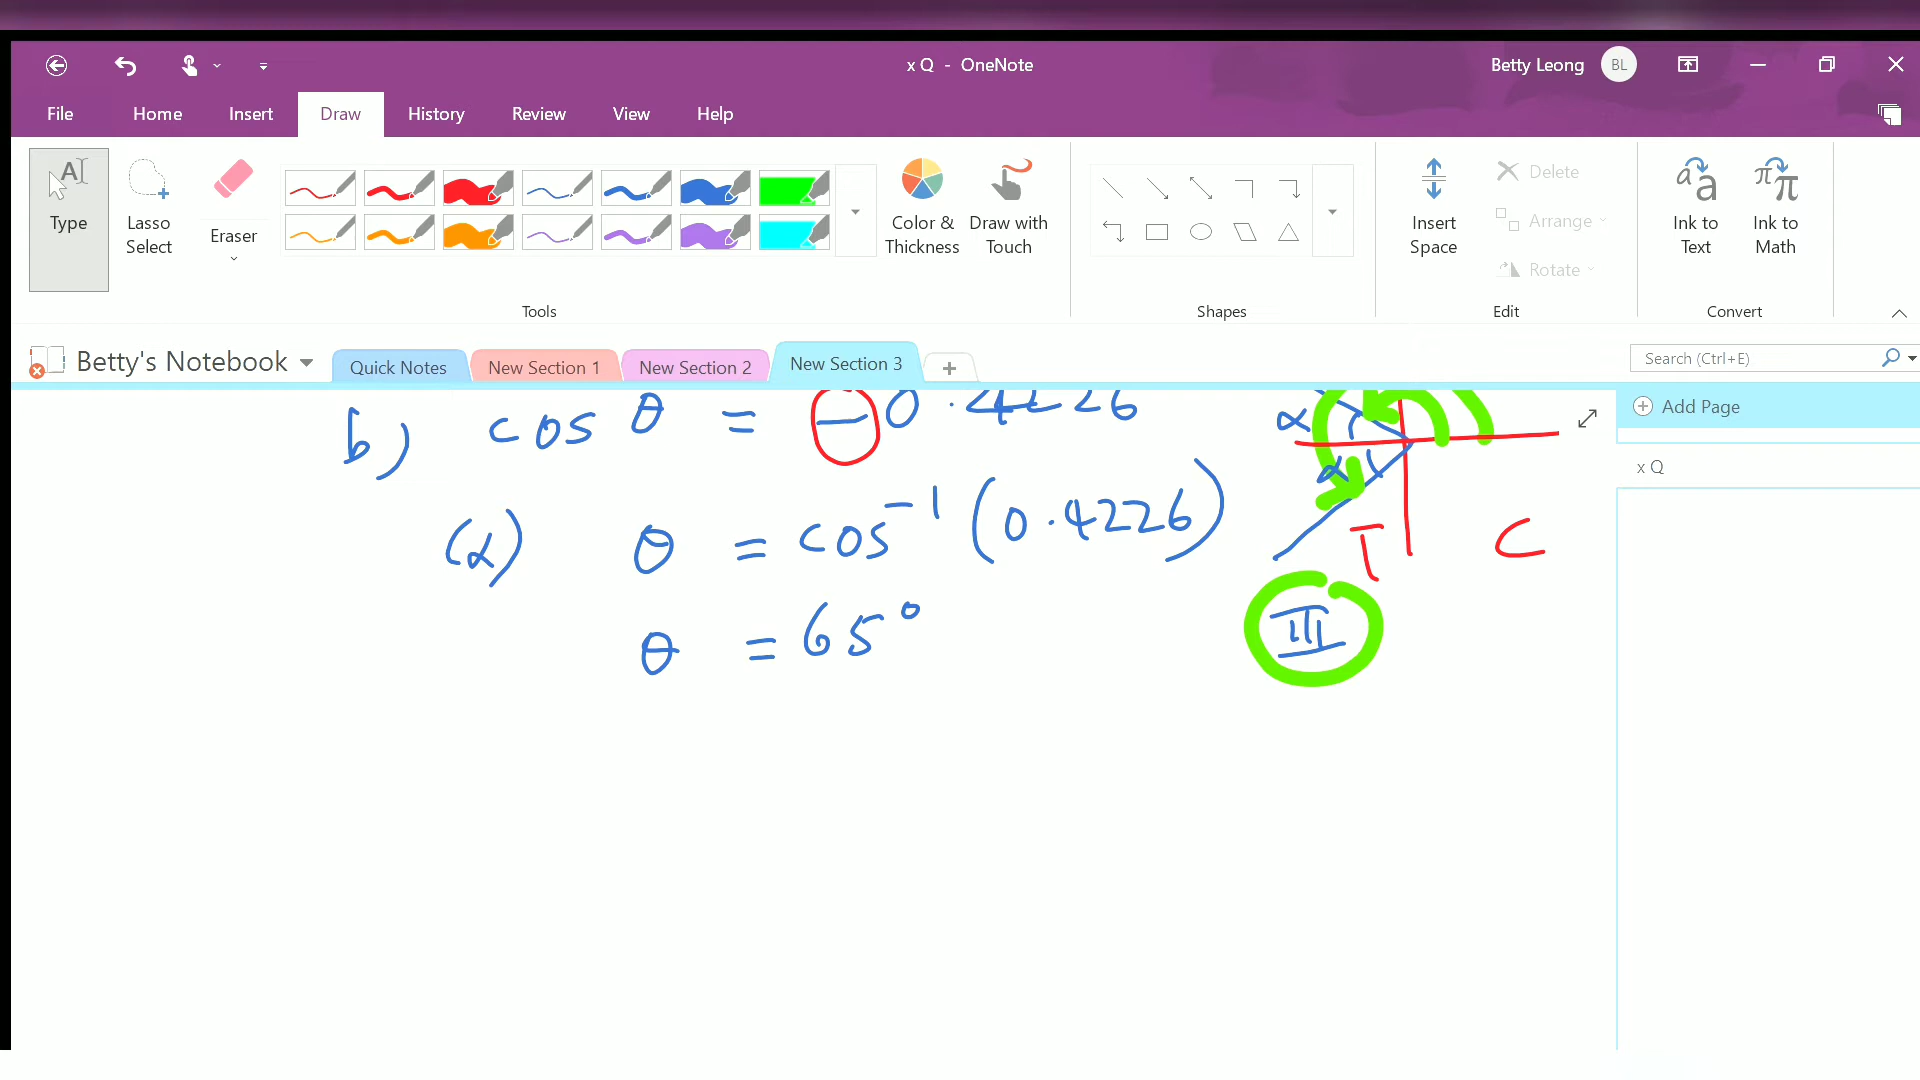 x Q - OneNote
Betty Leong
BL
File Home Insert Draw History Review View Help
Type
Lasso Select
Eraser
Color & Thickness
Draw with Touch
Insert Space
Delete
Arrange
Rotate
Ink to Text
Ink to Math
Tools
Shapes
Edit
Convert
Betty's Notebook
Quick Notes
New Section 1
New Section 2
New Section 3
Search (Ctrl+E)
Add Page
x Q
b) cos θ = -0.4226
(α) θ = cos⁻¹ (0.4226)
θ = 65°
α
α
T
C
III